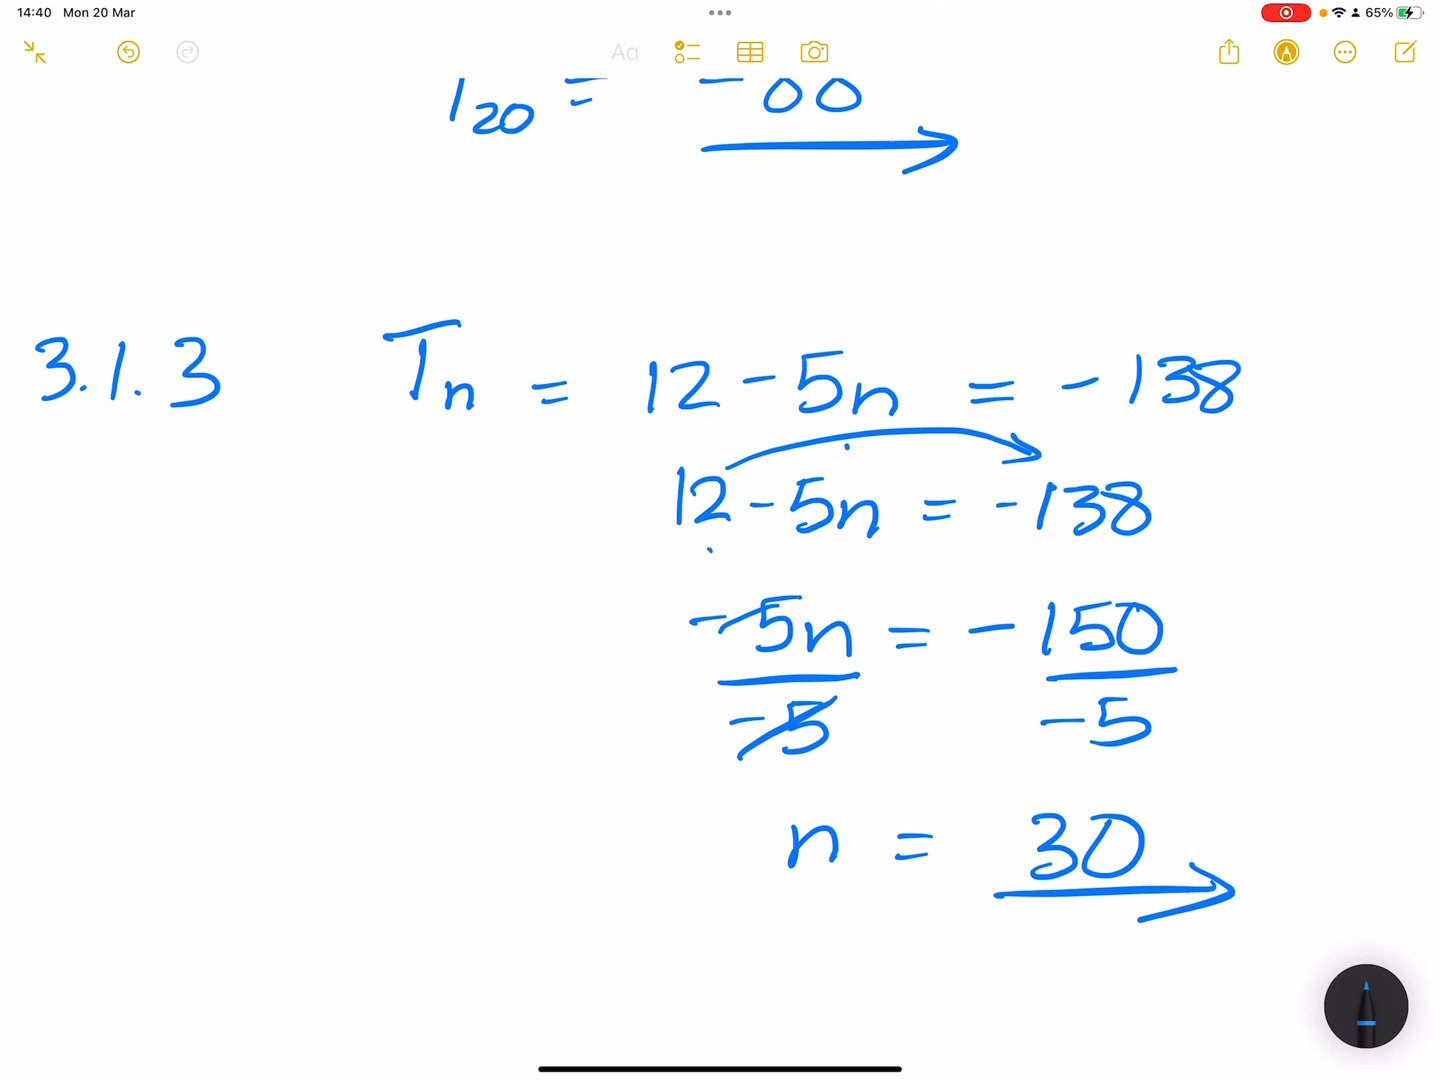 14:40 Mon 20 Mar
65%
Aa
T20 = -88
3.1.3 Tn = 12 - 5n = -138
12 - 5n = -138
-5n = -150
-5 -5
n = 30